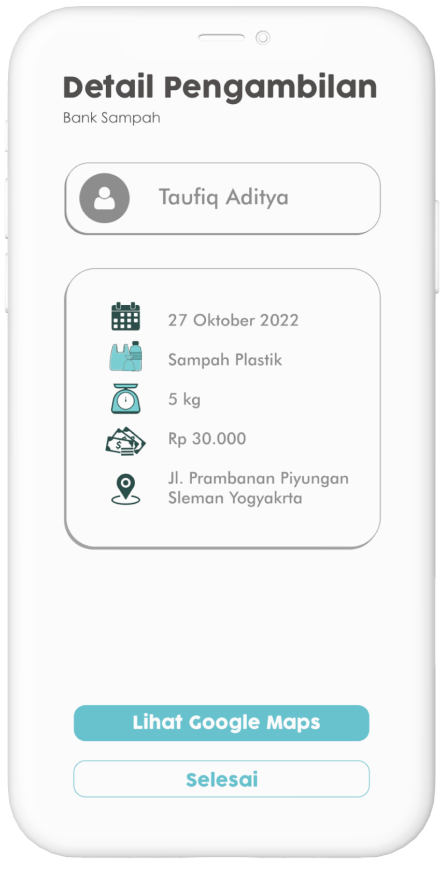 Detail Pengambilan
Bank Sampah
Taufiq Aditya
27 Oktober 2022
Sampah Plastik
5 kg
Rp 30.000
Jl. Prambanan Piyungan
Sleman Yogyakrta
Lihat Google Maps
Selesai